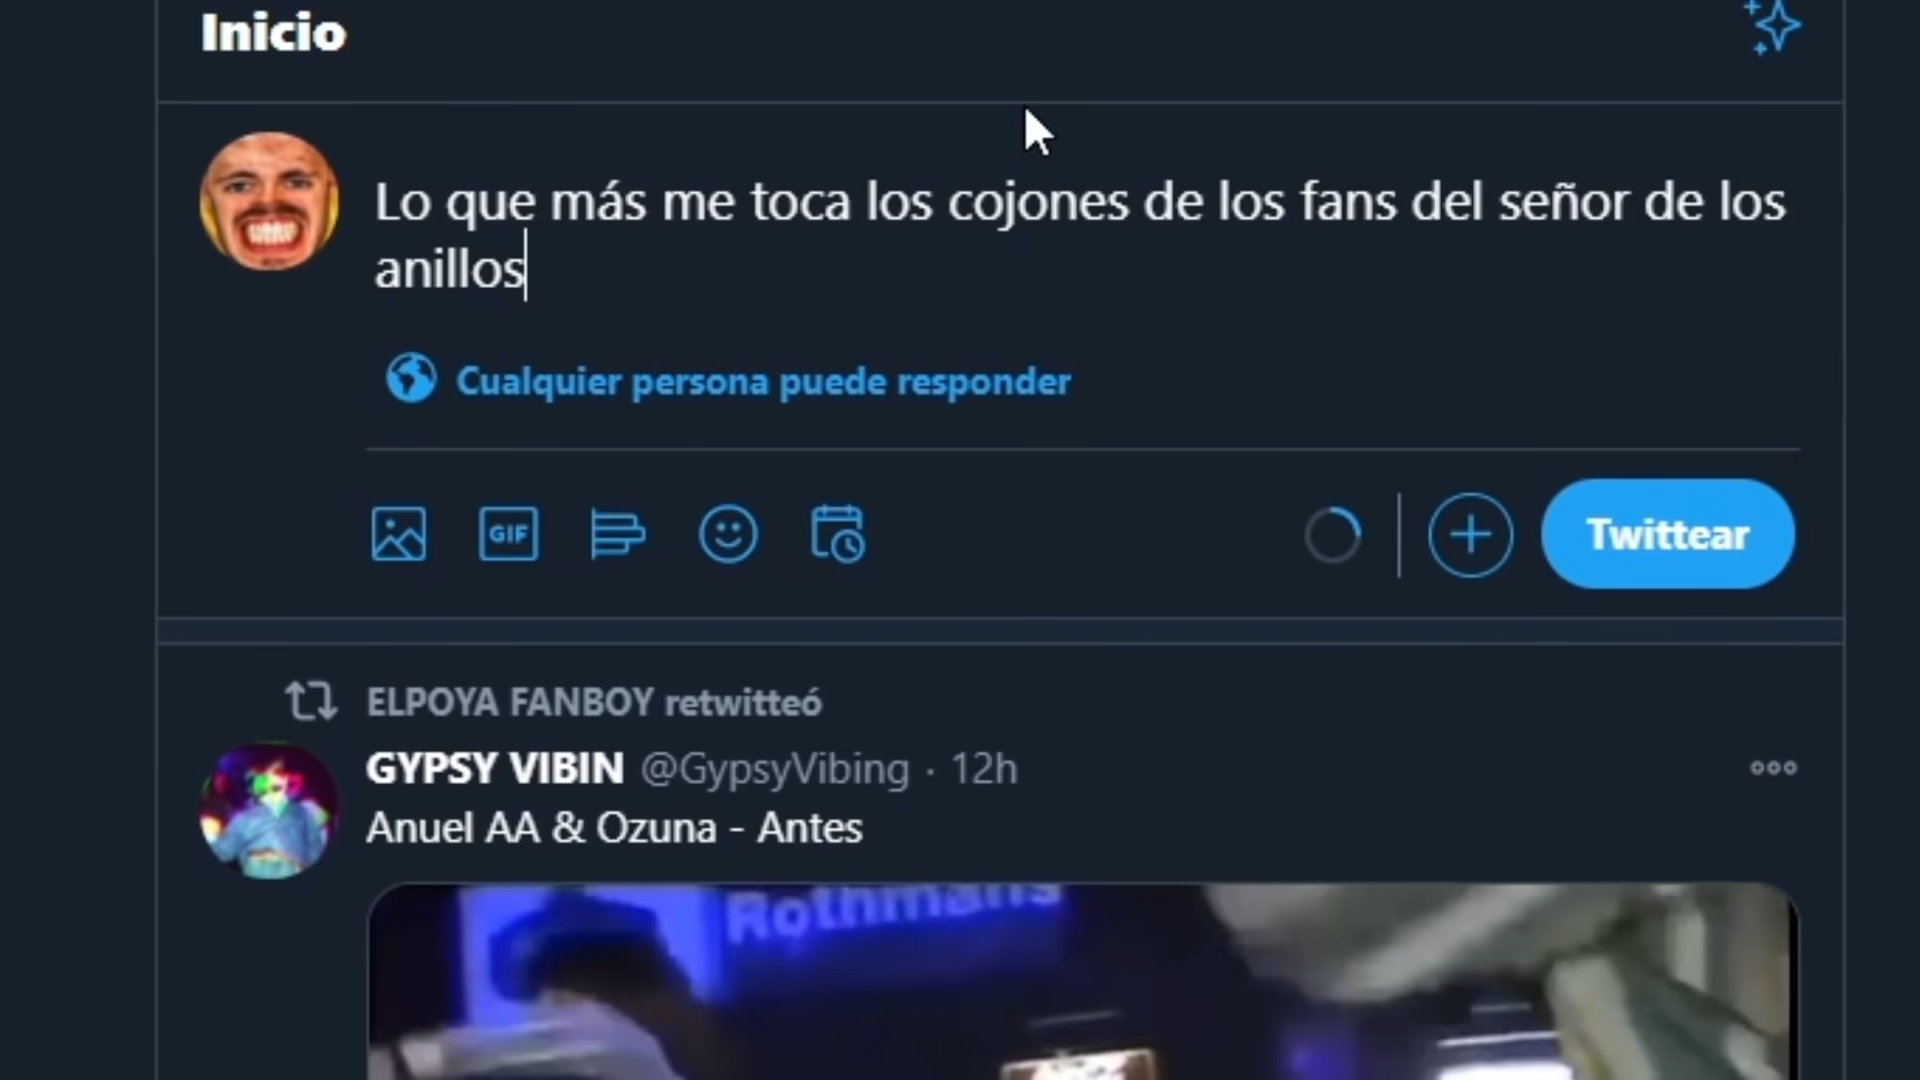 Inicio
Lo que más me toca los cojones de los fans del señor de los
anillos
Cualquier persona puede responder
GIF
Twittear
ELPOYA FANBOY retwitteó
GYPSY VIBIN @GypsyVibing · 12h
Anuel AA & Ozuna - Antes
Rothmans